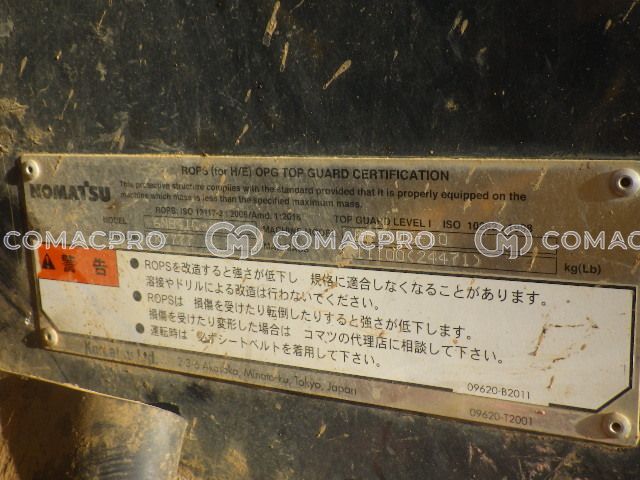 ROPS (for H/E) OPG TOP GUARD CERTIFICATION
KOMATSU
This protective structure complies with the standard provided that it is properly equipped on the
machine which mass is less than the specified maximum mass.
ROPS: ISO 12117-2:2008/Amd. 1:2016 TOP GUARD LEVEL I ISO
MODEL
COMACPRO COMACPRO COMACPRO
11100(24471) kg(Lb)
警告
●ROPSを改造すると強さが低下し 規格に適合しなくなることがあります。
溶接やドリルによる改造は行わないでください。
●ROPSは 損傷を受けたり転倒したりすると強さが低下します。
損傷を受けたり変形した場合は コマツの代理店に相談して下さい。
●運転時は 必ずシートベルトを着用して下さい。
Komatsu Ltd.
2-3-6 Akasaka, Minato-ku, Tokyo, Japan
09620-B2011
09620-T2001